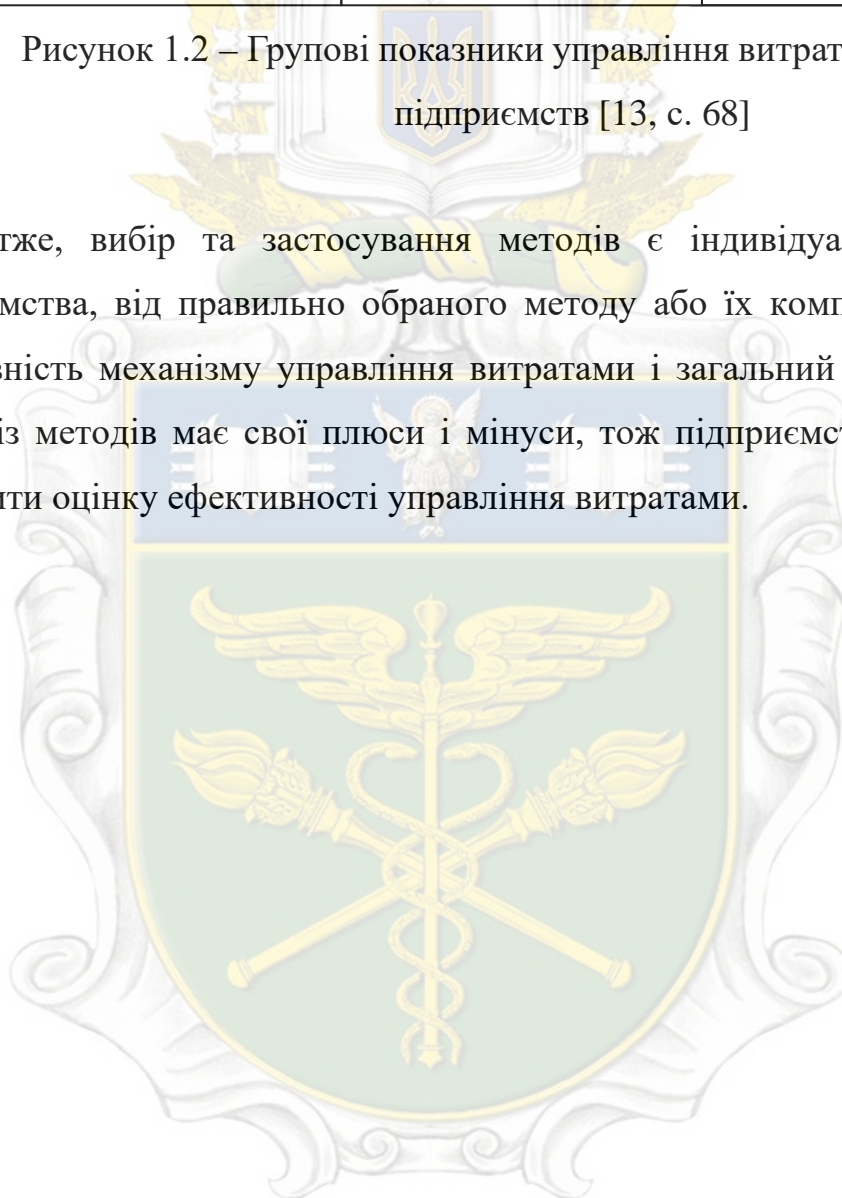 Рисунок 1.2 – Групові показники управління витрат
підприємств [13, с. 68]
тже, вибір та застосування методів є індивідуа
мства, від правильно обраного методу або їх комп
вність механізму управління витратами і загальний
із методів має свої плюси і мінуси, тож підприємст
ити оцінку ефективності управління витратами.